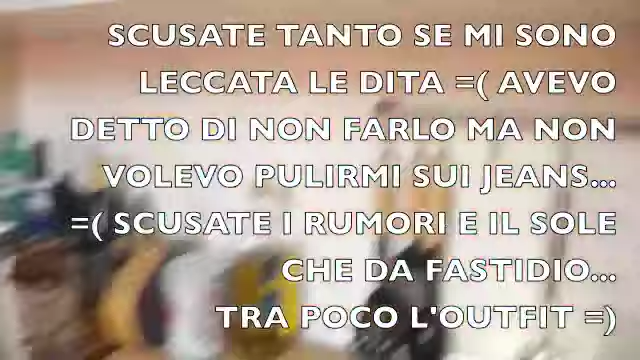 SCUSATE TANTO SE MI SONO
LECCATA LE DITA =( AVEVO
DETTO DI NON FARLO MA NON
VOLEVO PULIRMI SUI JEANS...
=( SCUSATE I RUMORI E IL SOLE
CHE DA FASTIDIO...
TRA POCO L'OUTFIT =)